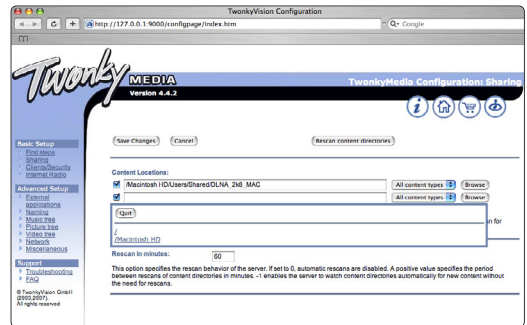 TwonkyVision Configuration
http://127.0.0.1:9000/configpage/index.htm
Google
Twonky
MEDIA
Version 4.4.2
TwonkyMedia Configuration: Sharing
Basic Setup
First steps
Sharing
Clients/Security
Internet Radio
Advanced Setup
External
applications
Naming
Music tree
Picture tree
Video tree
Network
Miscellaneous
Support
Troubleshooting
FAQ
© TwonkyVision GmbH
(2003,2007).
All rights reserved
Save Changes
Cancel
Rescan content directories
Content Locations:
/Macintosh HD/Users/Shared/DLNA_2k8_MAC
All content types
Browse
All content types
Browse
Quit
/
/Macintosh HD
n for
Rescan in minutes:
60
This option specifies the rescan behavior of the server. If set to 0, automatic rescans are disabled. A positive value specifies the period
between rescans of content directories in minutes. -1 enables the server to watch content directories automatically for new content without
the need for rescans.